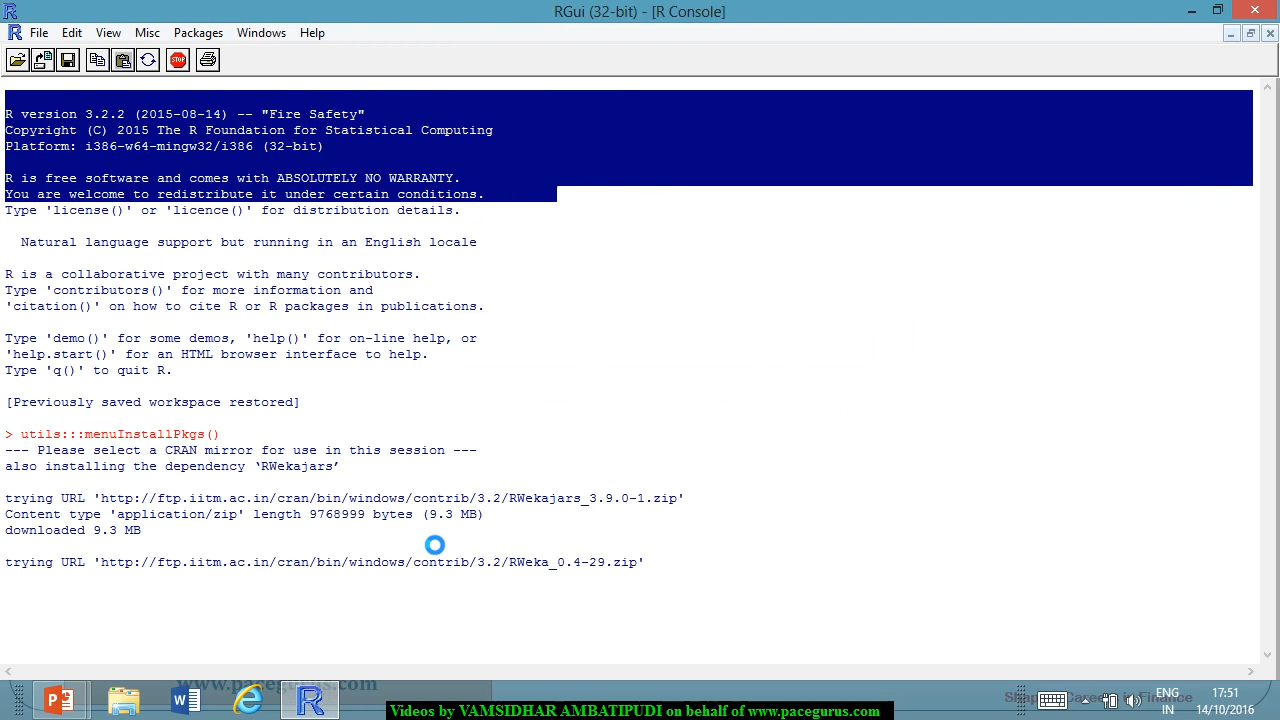 RGui (32-bit) - [R Console]
File Edit View Misc Packages Windows Help
STOP
R version 3.2.2 (2015-08-14) -- "Fire Safety"
Copyright (C) 2015 The R Foundation for Statistical Computing
Platform: i386-w64-mingw32/i386 (32-bit)
R is free software and comes with ABSOLUTELY NO WARRANTY.
You are welcome to redistribute it under certain conditions.
Type 'license()' or 'licence()' for distribution details.
Natural language support but running in an English locale
R is a collaborative project with many contributors.
Type 'contributors()' for more information and
'citation()' on how to cite R or R packages in publications.
Type 'demo()' for some demos, 'help()' for on-line help, or
'help.start()' for an HTML browser interface to help.
Type 'q()' to quit R.
[Previously saved workspace restored]
> utils:::menuInstallPkgs()
--- Please select a CRAN mirror for use in this session ---
also installing the dependency ‘RWekajars’
trying URL 'http://ftp.iitm.ac.in/cran/bin/windows/contrib/3.2/RWekajars_3.9.0-1.zip'
Content type 'application/zip' length 9768999 bytes (9.3 MB)
downloaded 9.3 MB
trying URL 'http://ftp.iitm.ac.in/cran/bin/windows/contrib/3.2/RWeka_0.4-29.zip'
www.pacegurus.com
ENG 17:51
IN 14/10/2016
Videos by VAMSIDHAR AMBATIPUDI on behalf of www.pacegurus.com